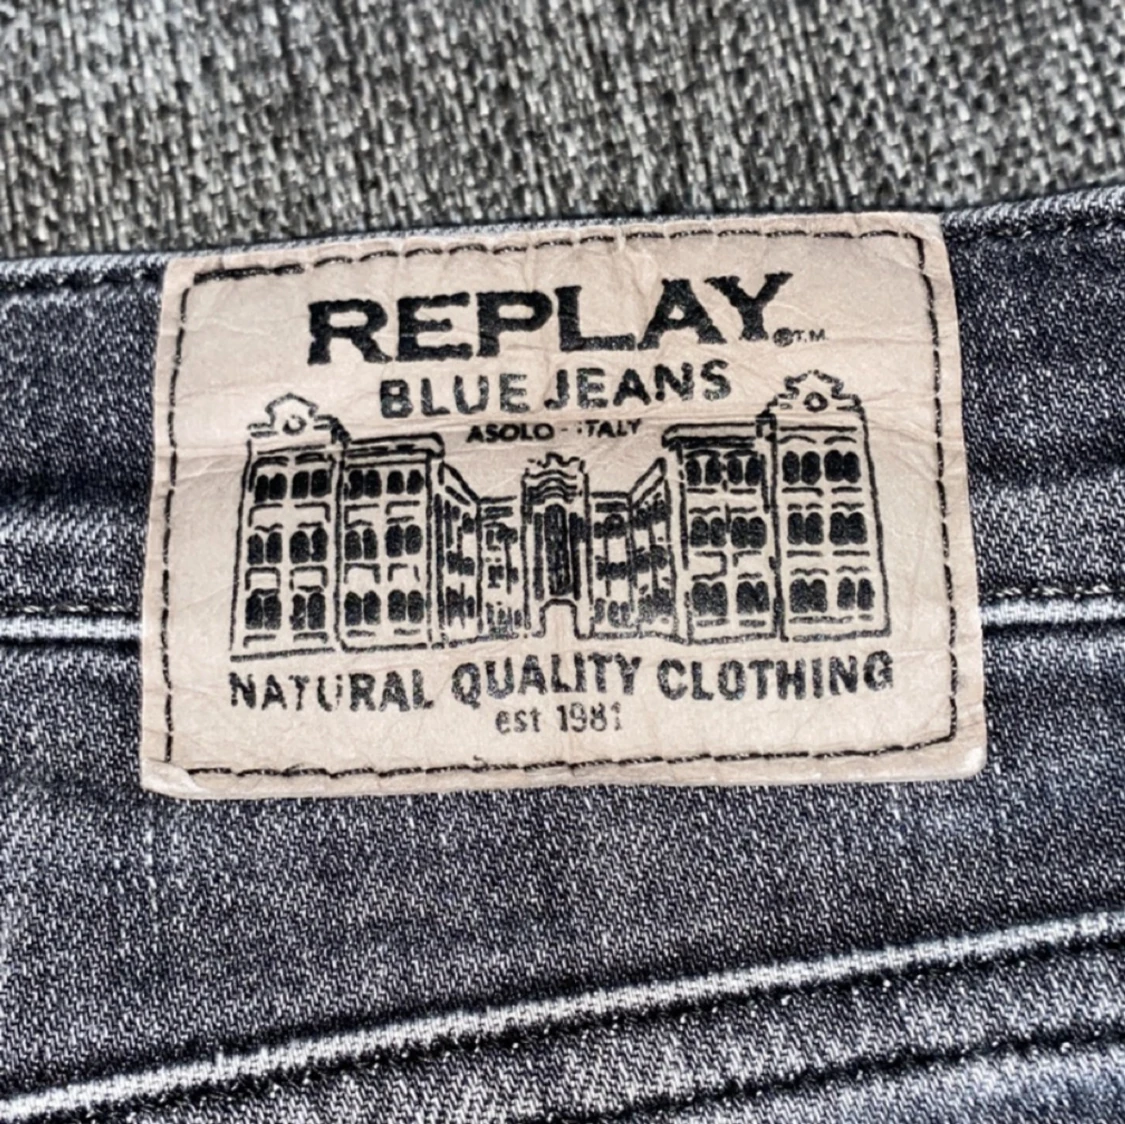 REPLAY ®T.M.
BLUE JEANS
ASOLO - ITALY
NATURAL QUALITY CLOTHING
est 1981